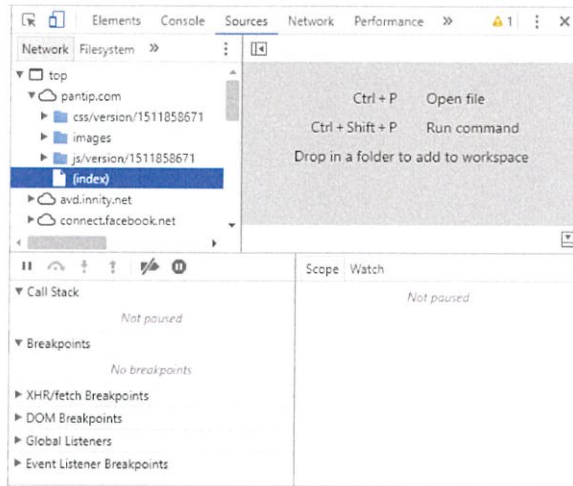 Elements Console Sources Network Performance » 1
Network Filesystem »
top
pantip.com
css/version/1511858671
images
js/version/1511858671
(index)
avd.innity.net
connect.facebook.net
Ctrl + P Open file
Ctrl + Shift + P Run command
Drop in a folder to add to workspace
Call Stack
Not paused
Breakpoints
No breakpoints
XHR/fetch Breakpoints
DOM Breakpoints
Global Listeners
Event Listener Breakpoints
Scope Watch
Not paused